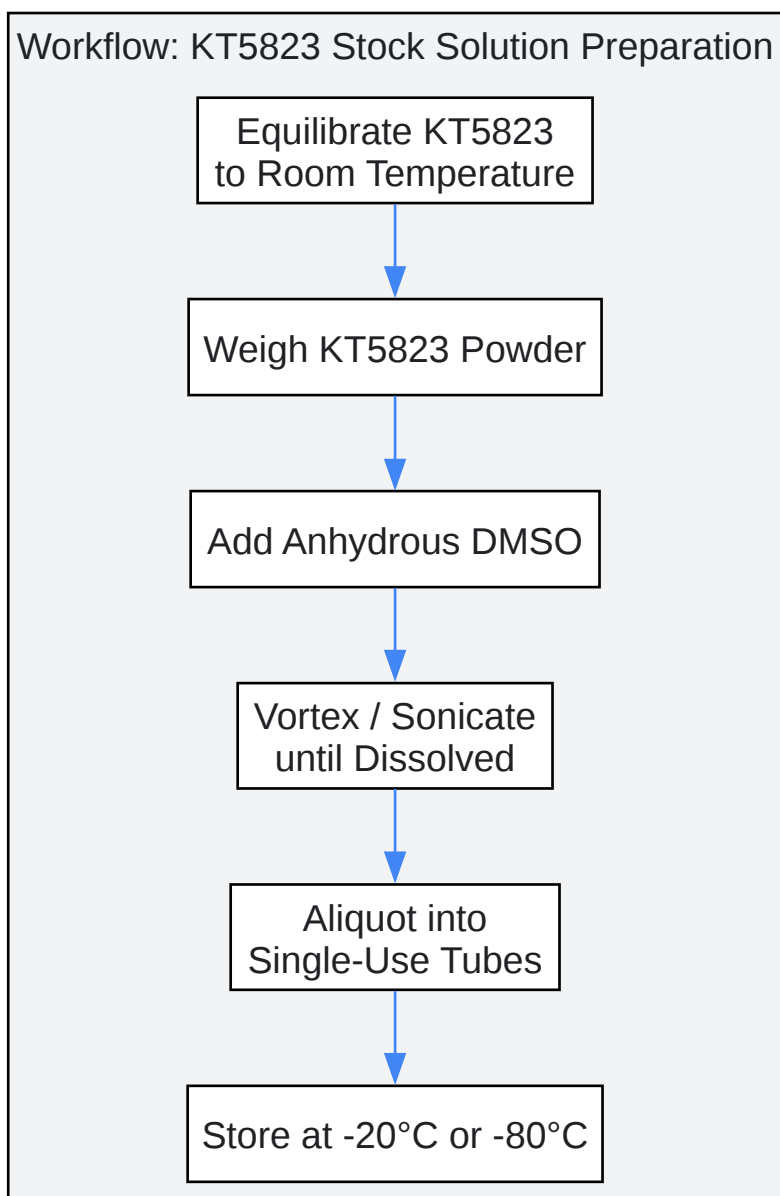 Workflow: KT5823 Stock Solution Preparation
Equilibrate KT5823
to Room Temperature
Weigh KT5823 Powder
Add Anhydrous DMSO
Vortex / Sonicate
until Dissolved
Aliquot into
Single-Use Tubes
Store at -20°C or -80°C